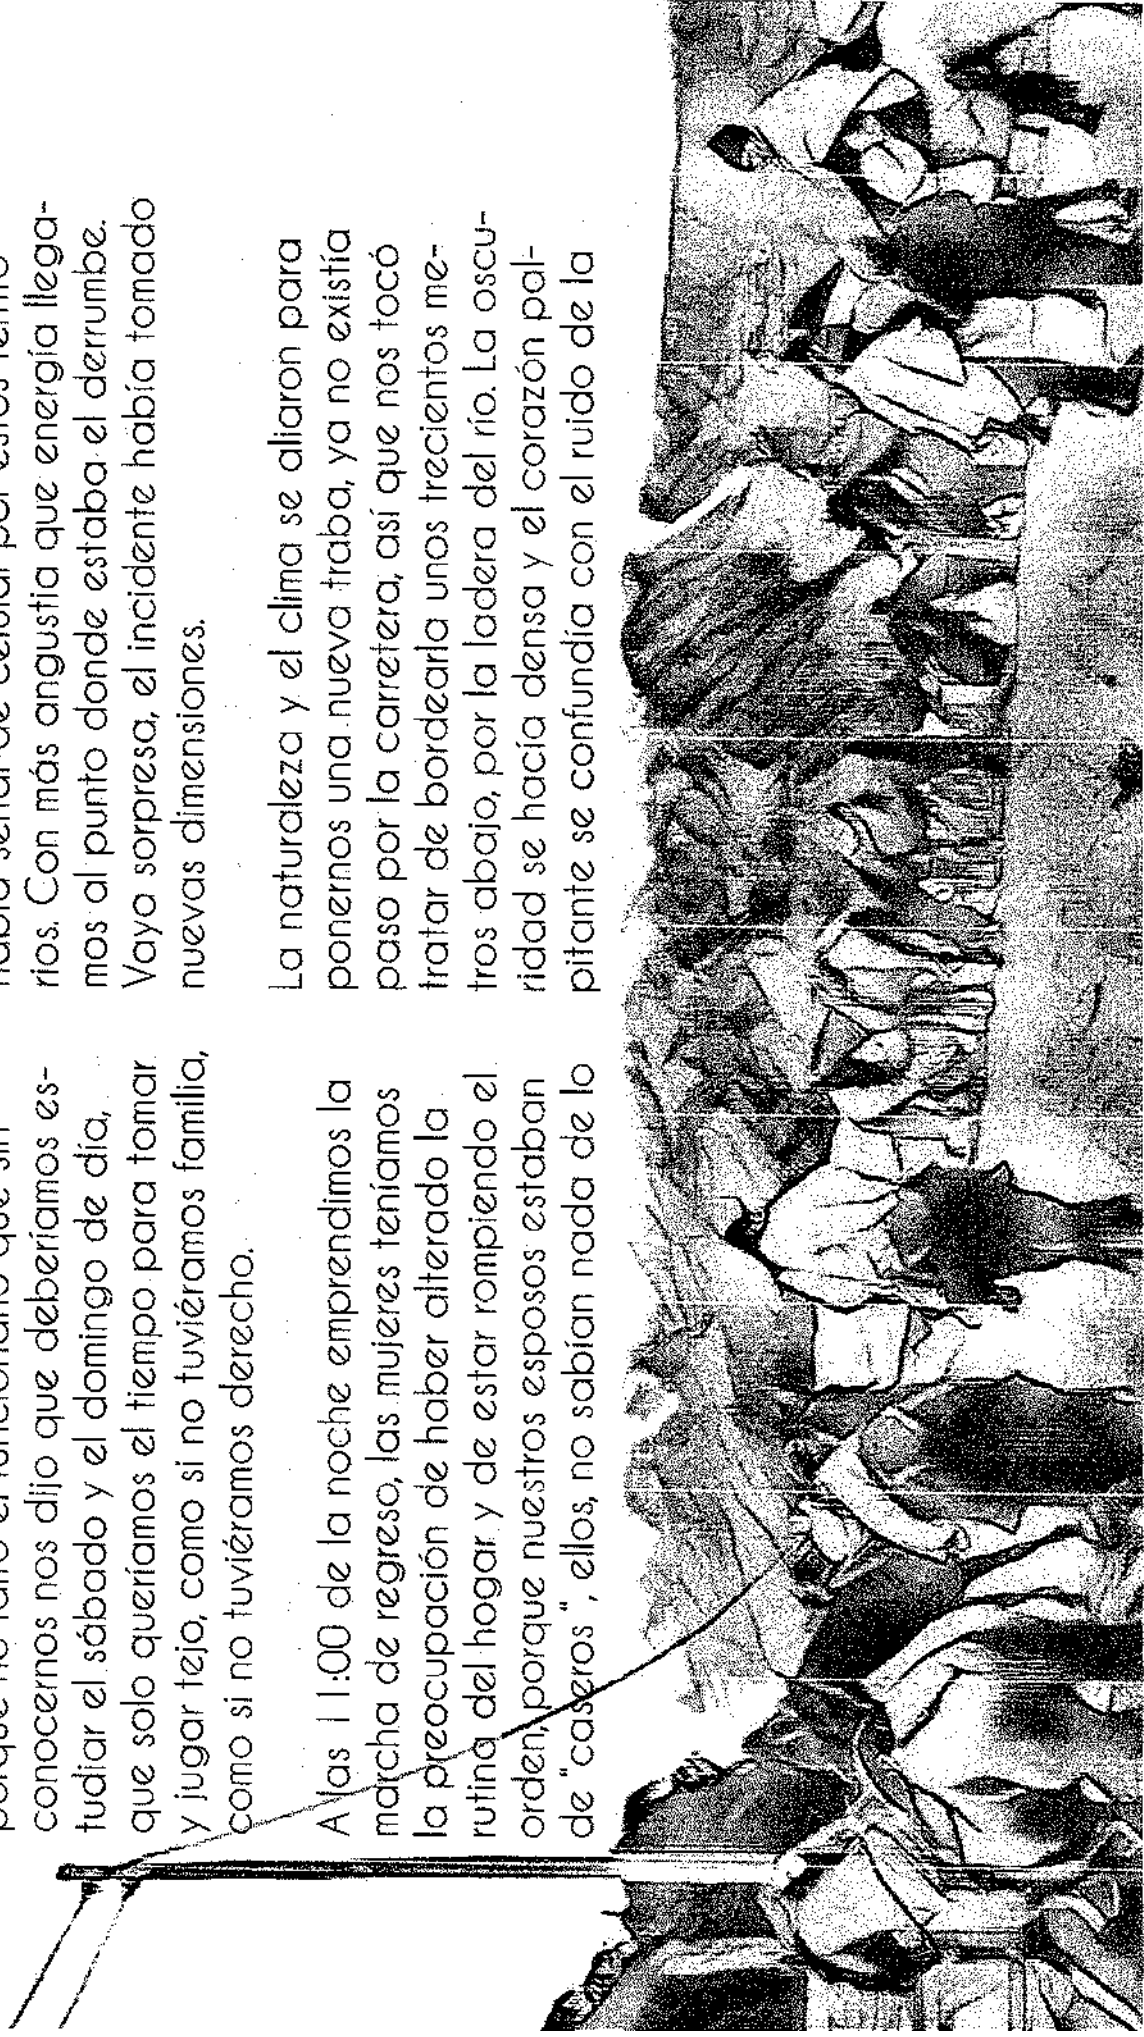 conocernos nos dijo que deberíamos es-
tudiar el sábado y el domingo de día,
que solo queríamos el tiempo para tomar
y jugar tejo, como si no tuviéramos familia,
como si no tuviéramos derecho.
A las 11:00 de la noche emprendimos la
marcha de regreso, las mujeres teníamos
la preocupación de haber alterado la
rutina del hogar y de estar rompiendo el
orden, porque nuestros esposos estaban
de "caseros", ellos, no sabían nada de lo
rios. Con más angustia que energía llega-
mos al punto donde estaba el derrumbe.
Vaya sorpresa, el incidente había tomado
nuevas dimensiones.
La naturaleza y el clima se aliaron para
ponernos una nueva traba, ya no existía
paso por la carretera, así que nos tocó
tratar de bordearla unos trecientos me-
tros abajo, por la ladera del río. La oscu-
ridad se hacía densa y el corazón pal-
pitante se confundía con el ruido de la